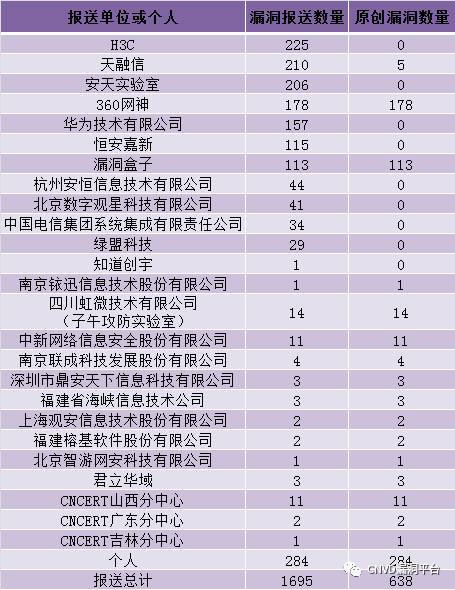 报送单位或个人 漏洞报送数量 原创漏洞数量
H3C 225 0
天融信 210 5
安天实验室 206 0
360网神 178 178
华为技术有限公司 157 0
恒安嘉新 115 0
漏洞盒子 113 113
杭州安恒信息技术有限公司 44 0
北京数字观星科技有限公司 41 0
中国电信集团系统集成有限责任公司 34 0
绿盟科技 29 0
知道创宇 1 0
南京铱迅信息技术股份有限公司 1 1
四川虹微技术有限公司
（子午攻防实验室） 14 14
中新网络信息安全股份有限公司 11 11
南京联成科技发展股份有限公司 4 4
深圳市鼎安天下信息科技有限公司 3 3
福建省海峡信息技术公司 3 3
上海观安信息技术股份有限公司 2 2
福建榕基软件股份有限公司 2 2
北京智游网安科技有限公司 1 1
君立华域 3 3
CNCERT山西分中心 11 11
CNCERT广东分中心 2 2
CNCERT吉林分中心 1 1
个人 284 284
报送总计 1695 638
CNVD漏洞平台